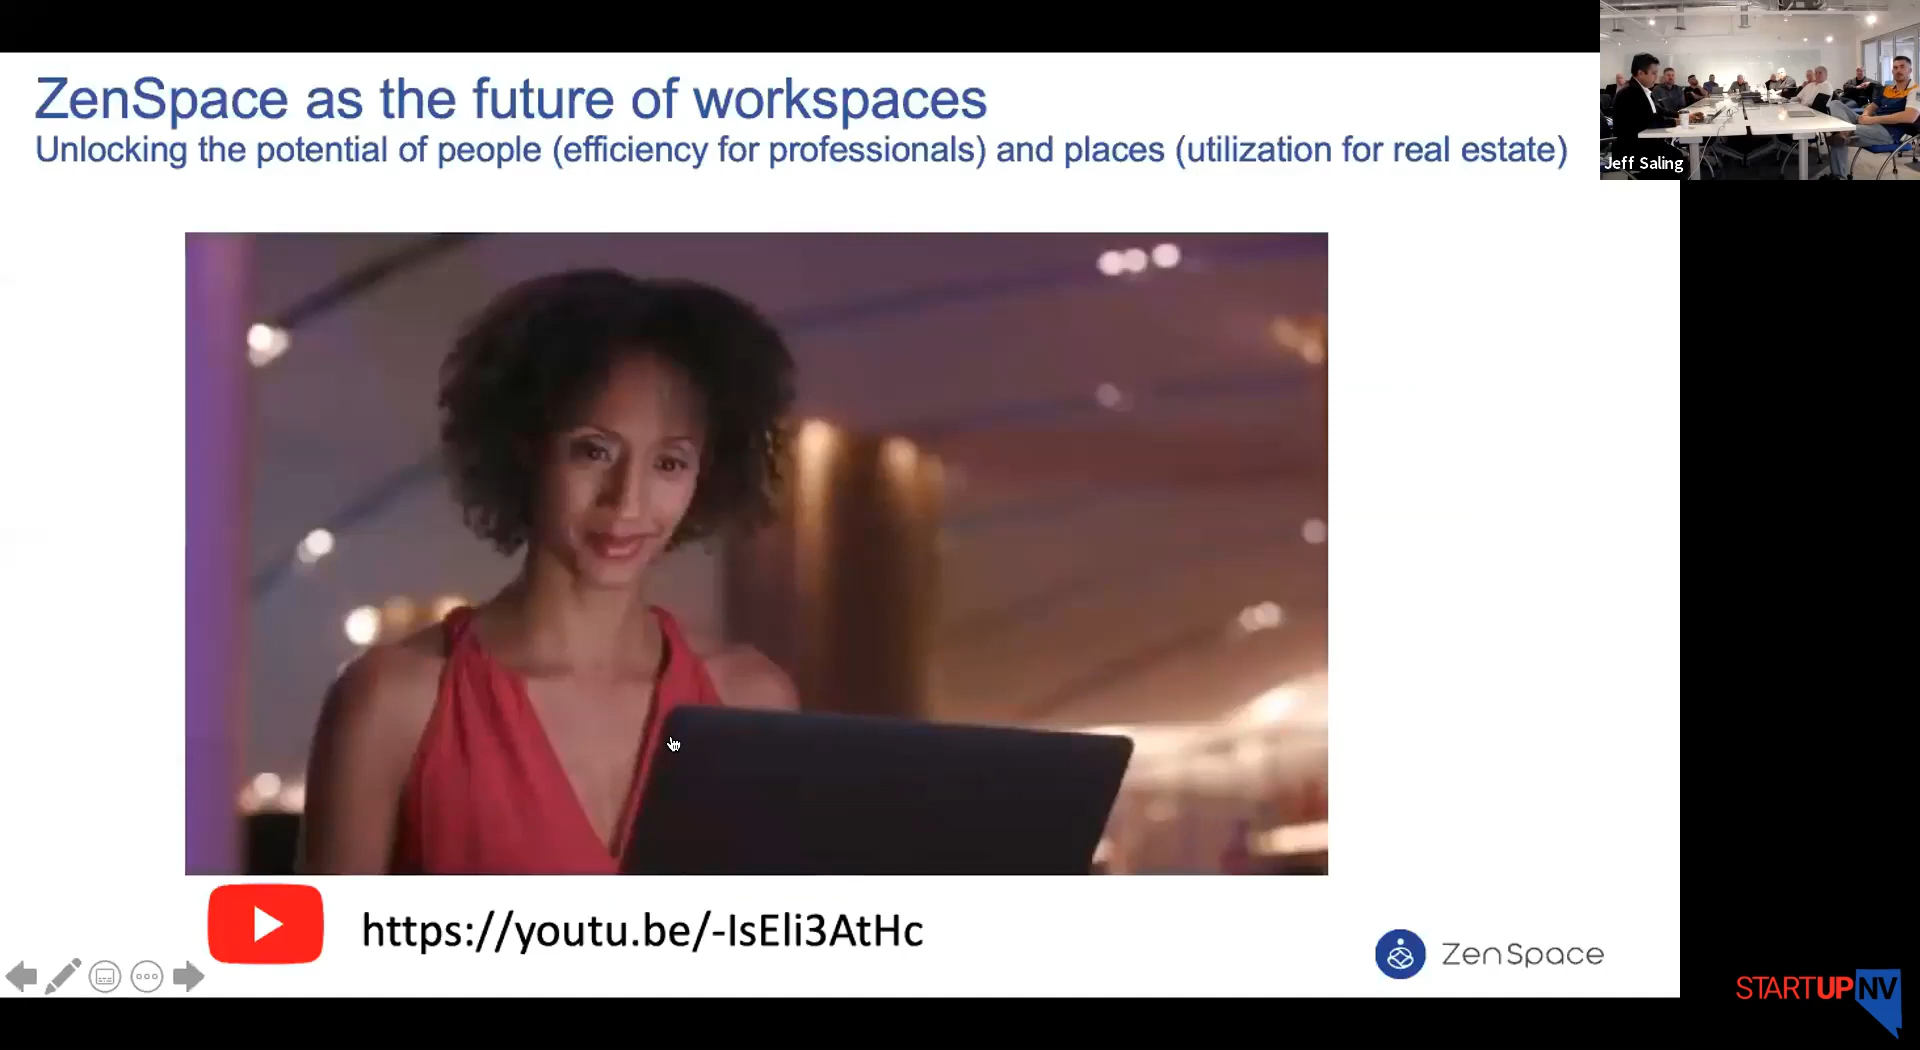 ZenSpace as the future of workspaces
Unlocking the potential of people (efficiency for professionals) and places (utilization for real estate)
Jeff Saling
https://youtu.be/-IsEli3AtHc
ZenSpace
STARTUPNV